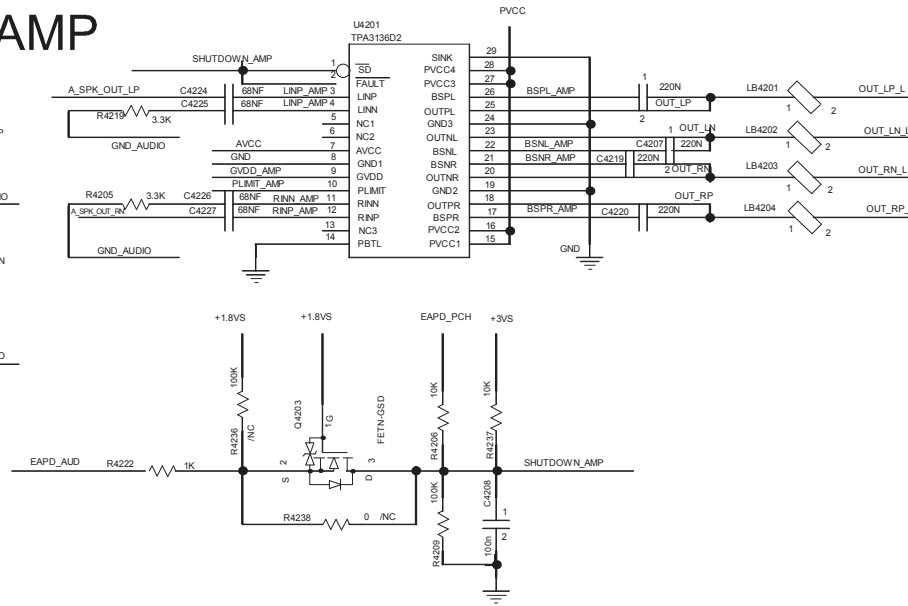 AMP
PVCC
U4201
TPA3136D2
SHUTDOWN_AMP
1 SD SINK 29
2 FAULT PVCC4 28
PVCC3 27
A_SPK_OUT_LP C4224 68NF LINP_AMP 3 LINP BSPL 26 BSPL_AMP 1 220N LB4201 OUT_LP_L
C4225 68NF LINP_AMP 4 LINN OUTPL 25 2 OUT_LP 1 2
R4219 3.3K
5 NC1 GND3 24
6 NC2 OUTNL 23 1 OUT_LN LB4202 OUT_LN_L
GND_AUDIO
AVCC 7 AVCC BSNL 22 BSNL_AMP C4207 220N 1 2
GND 8 GND1 BSNR 21 BSNR_AMP C4219 220N LB4203
GVDD_AMP 9 GVDD OUTNR 20 2 OUT_RN OUT_RN_L
PLIMIT_AMP 10 PLIMIT GND2 19 1 2
R4205 3.3K C4226 68NF RINN_AMP 11 RINN OUTPR 18 OUT_RP
A_SPK_OUT_RN C4227 68NF RINP_AMP 12 RINP BSPR 17 BSPR_AMP C4220 220N LB4204 OUT_RP_
13 NC3 PVCC2 16 1 2
14 PBTL PVCC1 15
GND_AUDIO
GND
+1.8VS +1.8VS EAPD_PCH +3VS
100K R4236 /NC
Q4203 1G FETN-GSD
10K R4206
10K R4237
EAPD_AUD R4222 1K S 2 D 3 SHUTDOWN_AMP
R4238 0 /NC
100K R4209
C4208 1 2 100n